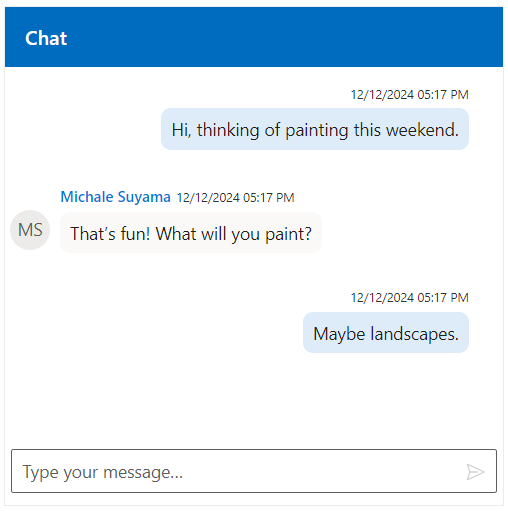 Chat
12/12/2024 05:17 PM
Hi, thinking of painting this weekend.
Michale Suyama 12/12/2024 05:17 PM
MS
That's fun! What will you paint?
12/12/2024 05:17 PM
Maybe landscapes.
Type your message...